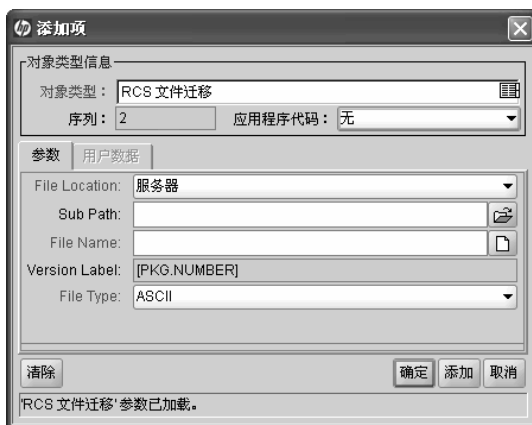 添加项
对象类型信息
对象类型： RCS 文件迁移
序列： 2 应用程序代码： 无
参数 用户数据
File Location: 服务器
Sub Path:
File Name:
Version Label: [PKG.NUMBER]
File Type: ASCII
清除 确定 添加 取消
'RCS 文件迁移'参数已加载。